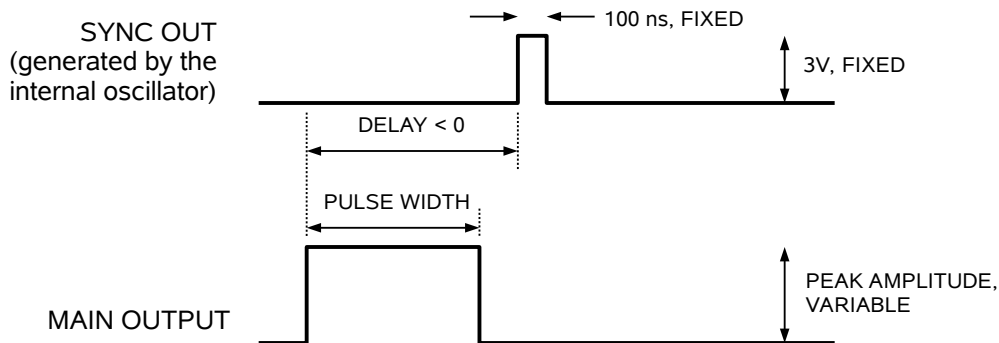 100 ns, FIXED
SYNC OUT
(generated by the
internal oscillator)
3V, FIXED
DELAY < 0
PULSE WIDTH
PEAK AMPLITUDE,
VARIABLE
MAIN OUTPUT